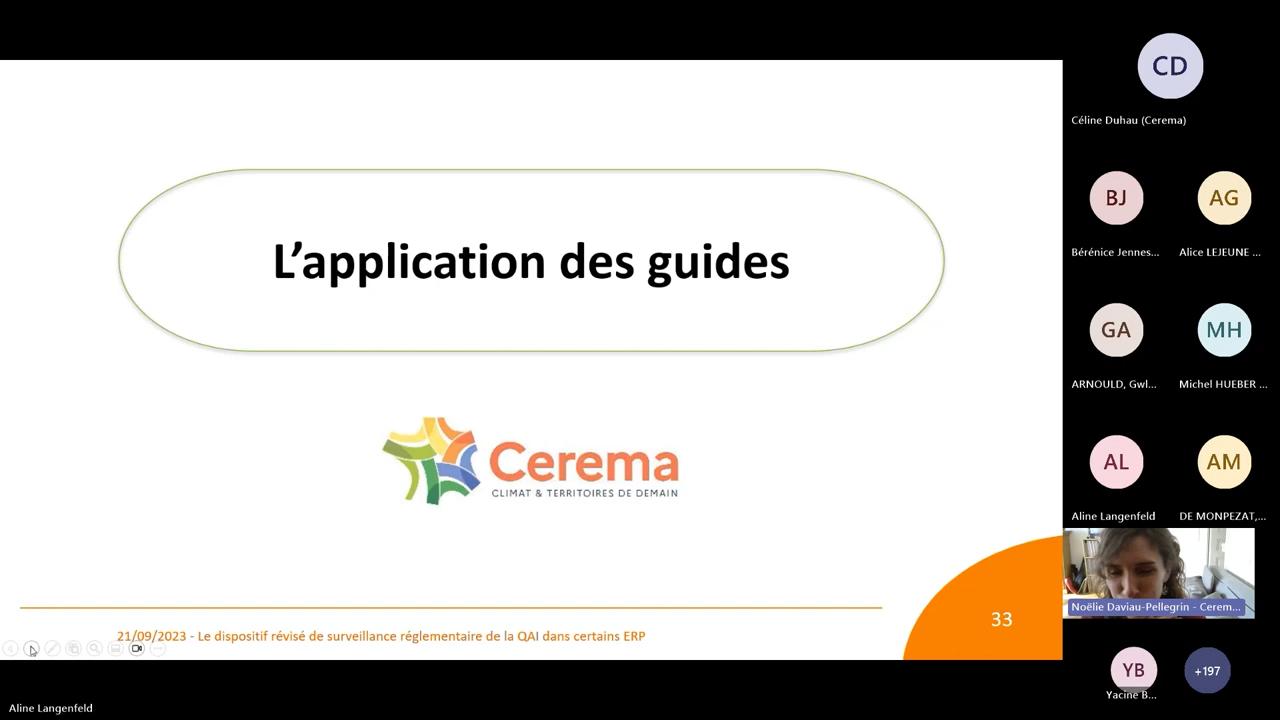 L’application des guides
Cerema
CLIMAT & TERRITOIRES DE DEMAIN
21/09/2023 - Le dispositif révisé de surveillance réglementaire de la QAI dans certains ERP
33
Aline Langenfeld
CD
Céline Duhau (Cerema)
BJ
AG
Bérénice Jennes...
Alice LEJEUNE ...
GA
MH
ARNOULD, Gwl...
Michel HUEBER ...
AL
AM
Aline Langenfeld
DE MONPEZAT,...
Noëlie Daviau-Pellegrin - Cerem...
YB
+197
Yacine B...